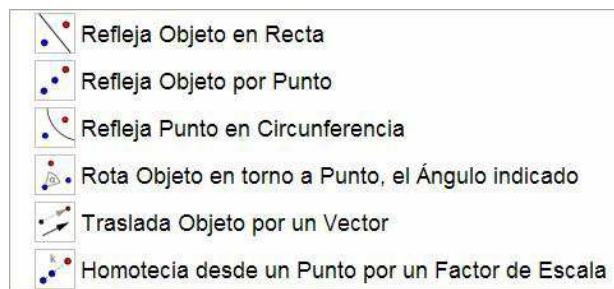 Refleja Objeto en Recta
Refleja Objeto por Punto
Refleja Punto en Circunferencia
α Rota Objeto en torno a Punto, el Ángulo indicado
Traslada Objeto por un Vector
k Homotecia desde un Punto por un Factor de Escala